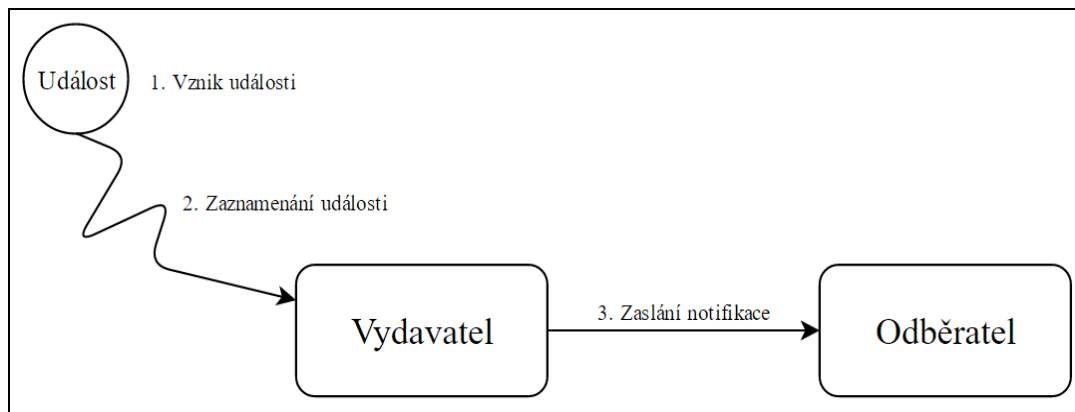 Událost
1. Vznik události
2. Zaznamenání události
Vydavatel
3. Zaslání notifikace
Odběratel